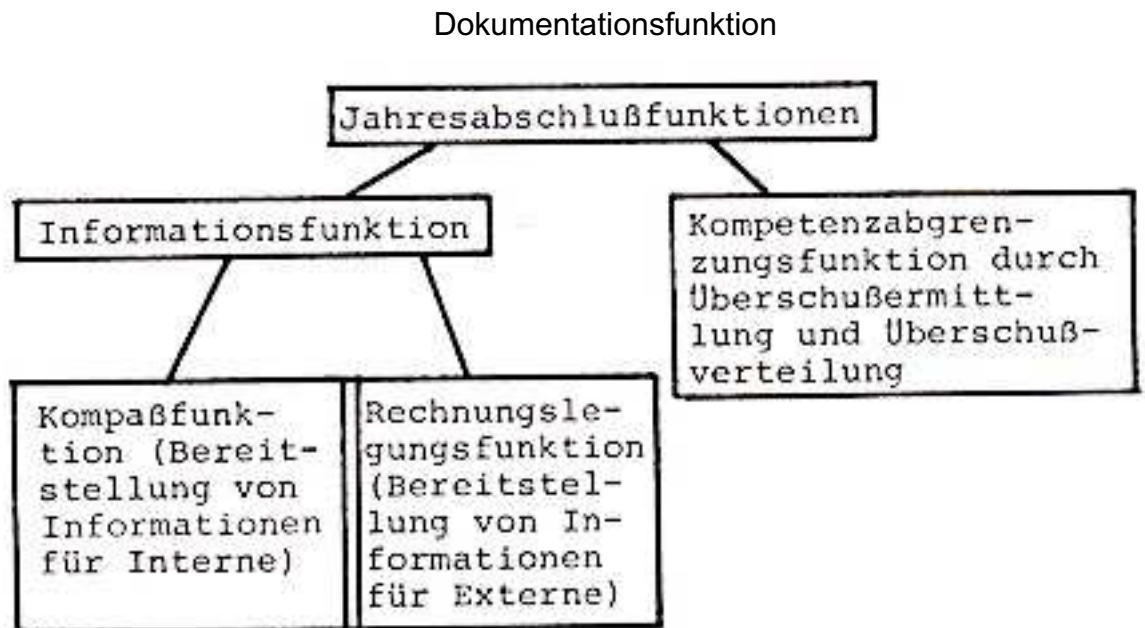 Dokumentationsfunktion
Jahresabschlußfunktionen
Informationsfunktion
Kompetenzabgren-
zungsfunktion durch
Überschußermitt-
lung und Überschuß-
verteilung
Kompaßfunk-
tion (Bereit-
stellung von
Informationen
für Interne)
Rechnungsle-
gungsfunktion
(Bereitstel-
lung von In-
formationen
für Externe)